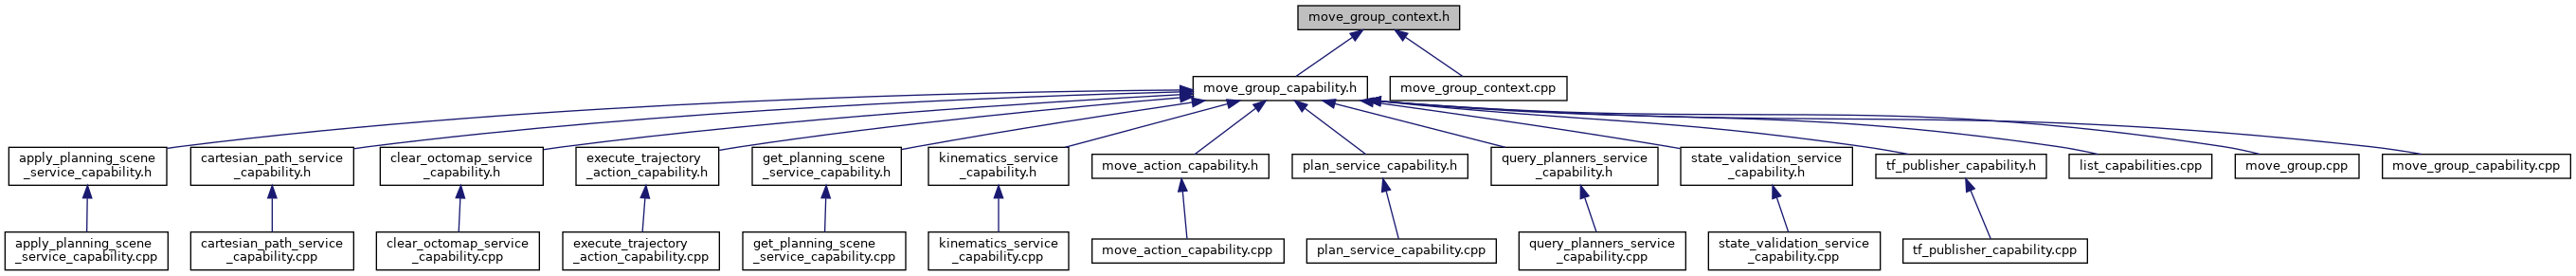 move_group_context.h
move_group_capability.h
move_group_context.cpp
apply_planning_scene
_service_capability.h
cartesian_path_service
_capability.h
clear_octomap_service
_capability.h
execute_trajectory
_action_capability.h
get_planning_scene
_service_capability.h
kinematics_service
_capability.h
move_action_capability.h
plan_service_capability.h
query_planners_service
_capability.h
state_validation_service
_capability.h
tf_publisher_capability.h
list_capabilities.cpp
move_group.cpp
move_group_capability.cpp
apply_planning_scene
_service_capability.cpp
cartesian_path_service
_capability.cpp
clear_octomap_service
_capability.cpp
execute_trajectory
_action_capability.cpp
get_planning_scene
_service_capability.cpp
kinematics_service
_capability.cpp
move_action_capability.cpp
plan_service_capability.cpp
query_planners_service
_capability.cpp
state_validation_service
_capability.cpp
tf_publisher_capability.cpp